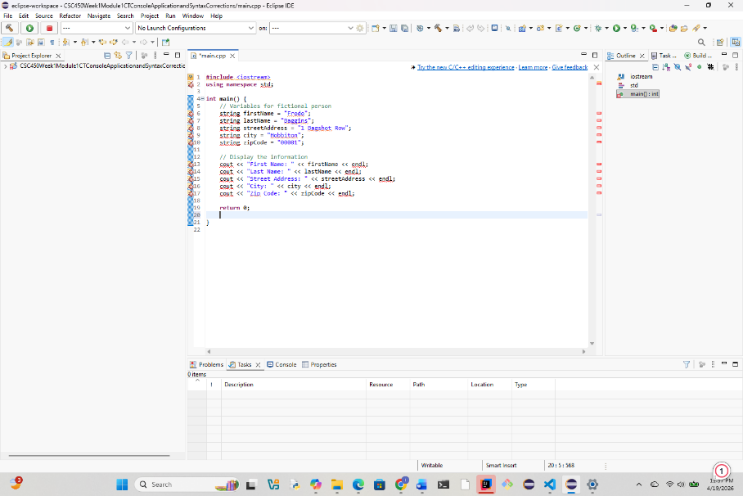 eclipse-workspace - CSC450Week1Module1CTConsoleApplicationandSyntaxCorrections/main.cpp - Eclipse IDE
File Edit Source Refactor Navigate Search Project Run Window Help
--- No Launch Configurations on: ---
Project Explorer
CSC450Week1Module1CTConsoleApplicationandSyntaxCorrectic
*main.cpp
Try the new C/C++ editing experience - Learn more - Give feedback
1 #include <iostream>
2 using namespace std;
3
4 int main() {
5 // Variables for fictional person
6 string firstName = "Frodo";
7 string lastName = "Baggins";
8 string streetAddress = "1 Bagshot Row";
9 string city = "Hobbiton";
10 string zipCode = "00001";
11
12 // Display the information
13 cout << "First Name: " << firstName << endl;
14 cout << "Last Name: " << lastName << endl;
15 cout << "Street Address: " << streetAddress << endl;
16 cout << "City: " << city << endl;
17 cout << "Zip Code: " << zipCode << endl;
18
19 return 0;
20
21 }
22
Outline Task... Build...
iostream
std
main() : int
Problems Tasks Console Properties
0 items
! Description Resource Path Location Type
Writable Smart Insert 20 : 5 : 568
Search
1
4/18/2026